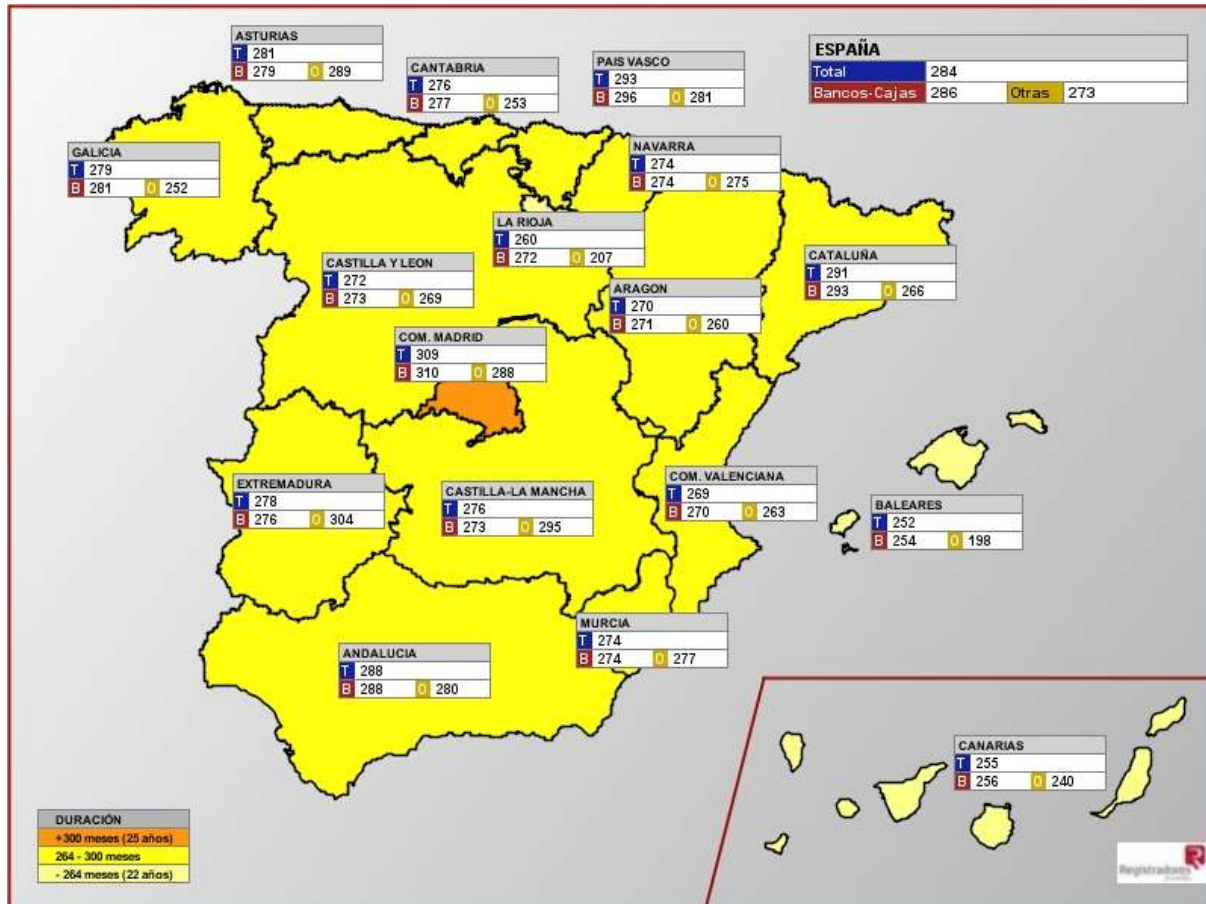 ASTURIAS
T 281
B 279 O 289
CANTABRIA
T 276
B 277 O 253
PAIS VASCO
T 293
B 296 O 281
ESPAÑA
Total 284
Bancos-Cajas 286 Otras 273
GALICIA
T 279
B 281 O 252
NAVARRA
T 274
B 274 O 275
LA RIOJA
T 260
B 272 O 207
CASTILLA Y LEON
T 272
B 273 O 269
CATALUÑA
T 291
B 293 O 266
ARAGON
T 270
B 271 O 260
COM. MADRID
T 309
B 310 O 288
EXTREMADURA
T 278
B 276 O 304
CASTILLA-LA MANCHA
T 276
B 273 O 295
COM. VALENCIANA
T 269
B 270 O 263
BALEARES
T 252
B 254 O 198
MURCIA
T 274
B 274 O 277
ANDALUCIA
T 288
B 288 O 280
CANARIAS
T 255
B 256 O 240
DURACIÓN
+300 meses (25 años)
264 - 300 meses
- 264 meses (22 años)
Registradores